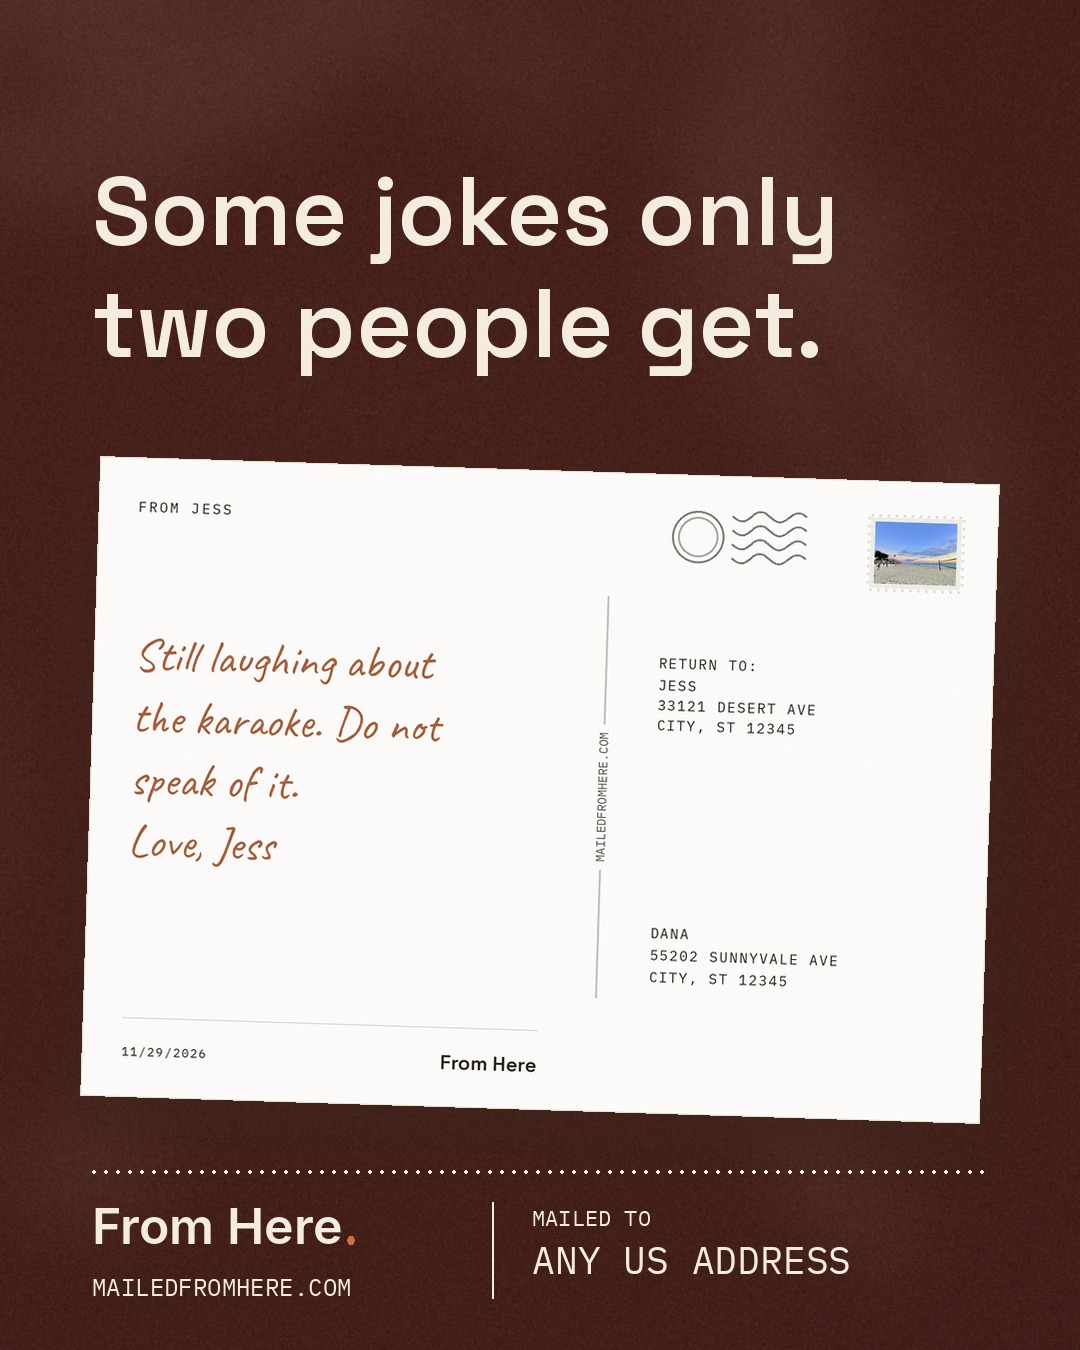 Some jokes only
two people get.
FROM JESS
Still laughing about
the karaoke. Do not
speak of it.
Love, Jess
11/29/2026
From Here
MAILEDFROMHERE.COM
RETURN TO:
JESS
33121 DESERT AVE
CITY, ST 12345
DANA
55202 SUNNYVALE AVE
CITY, ST 12345
From Here.
MAILEDFROMHERE.COM
MAILED TO
ANY US ADDRESS